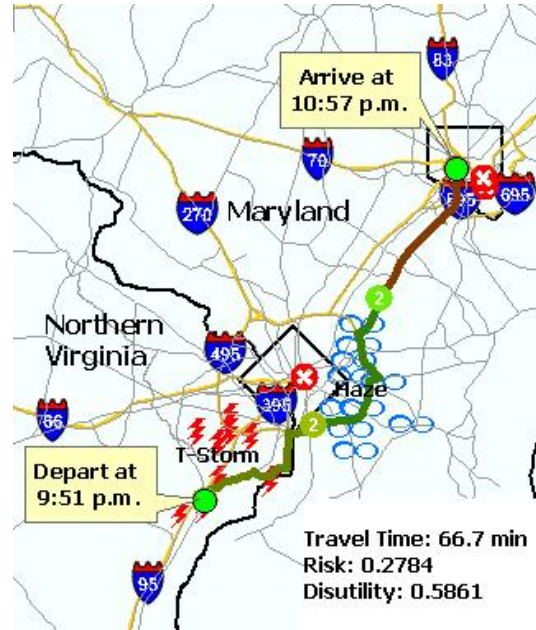 83
Arrive at
10:57 p.m.
70
695
270
Maryland
2
Northern
Virginia
495
Haze
395
66
2
T-Storm
Depart at
9:51 p.m.
95
Travel Time: 66.7 min
Risk: 0.2784
Disutility: 0.5861